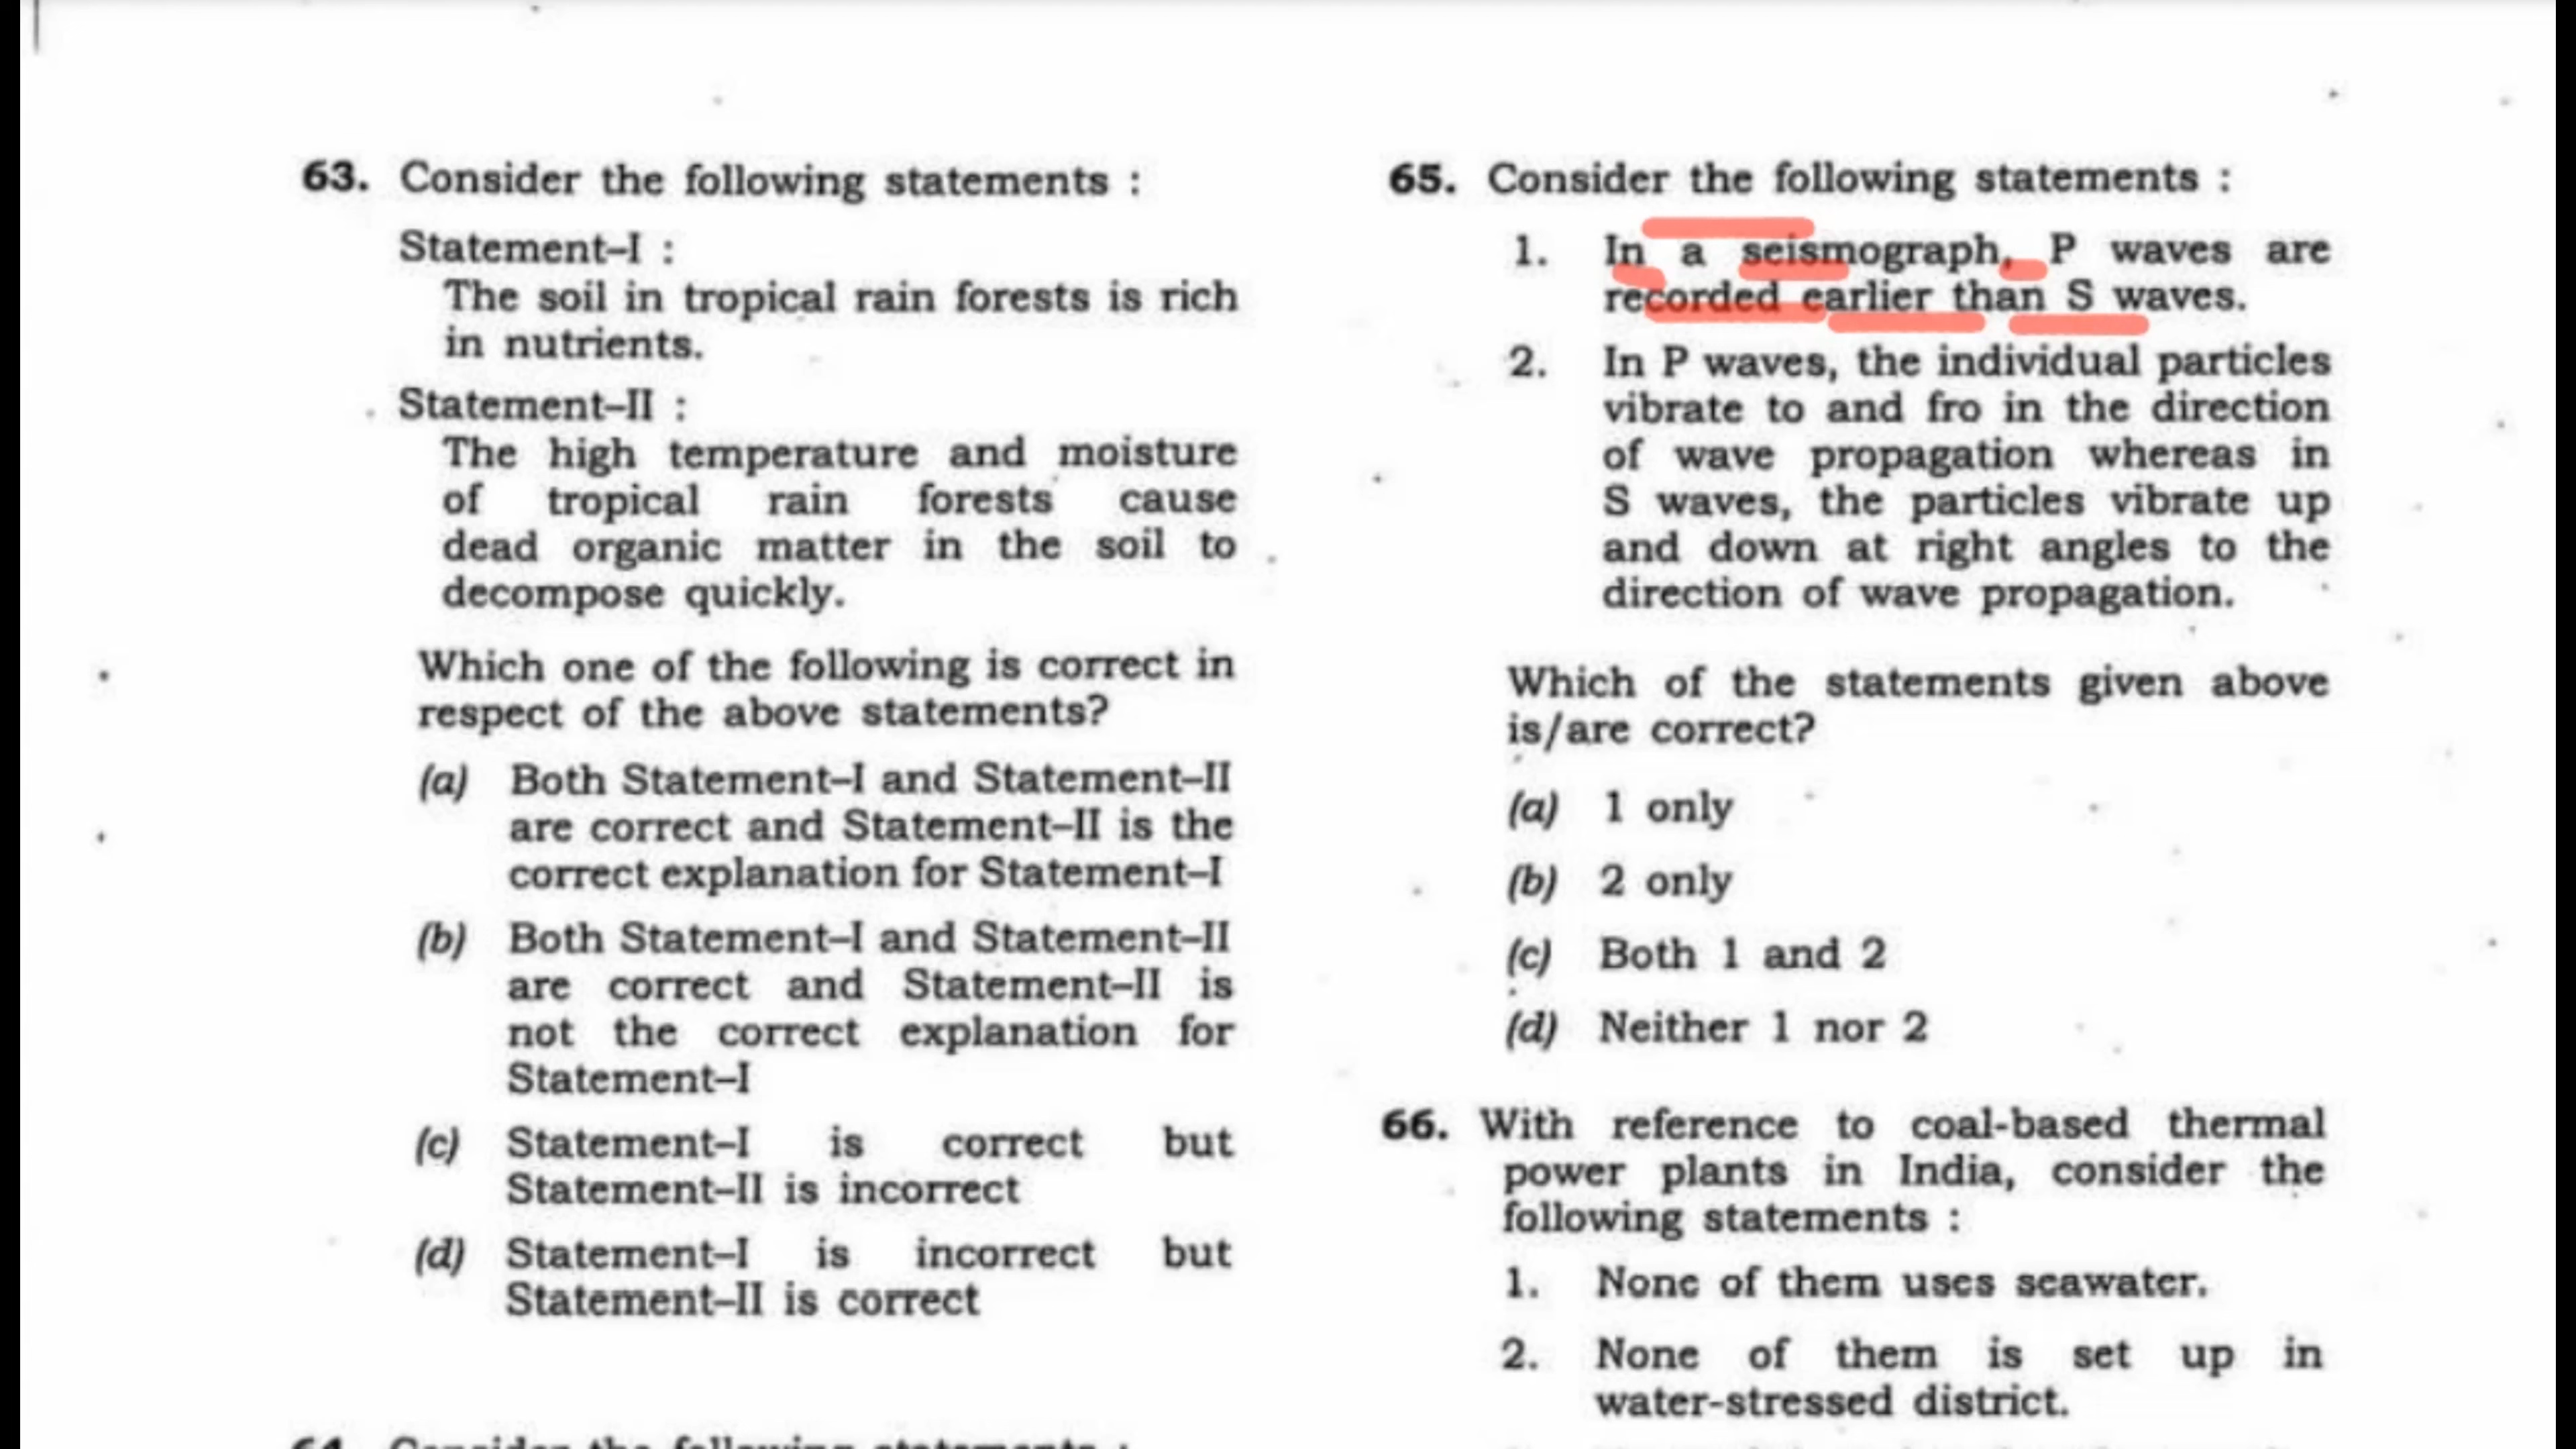 63. Consider the following statements :
Statement–I :
The soil in tropical rain forests is rich
in nutrients.
Statement–II :
The high temperature and moisture
of tropical rain forests cause
dead organic matter in the soil to
decompose quickly.
Which one of the following is correct in
respect of the above statements?
(a) Both Statement–I and Statement–II
are correct and Statement–II is the
correct explanation for Statement–I
(b) Both Statement–I and Statement–II
are correct and Statement–II is
not the correct explanation for
Statement–I
(c) Statement–I is correct but
Statement–II is incorrect
(d) Statement–I is incorrect but
Statement–II is correct
64. Consider the following statements :
65. Consider the following statements :
1. In a seismograph, P waves are
recorded earlier than S waves.
2. In P waves, the individual particles
vibrate to and fro in the direction
of wave propagation whereas in
S waves, the particles vibrate up
and down at right angles to the
direction of wave propagation.
Which of the statements given above
is/are correct?
(a) 1 only
(b) 2 only
(c) Both 1 and 2
(d) Neither 1 nor 2
66. With reference to coal-based thermal
power plants in India, consider the
following statements :
1. None of them uses seawater.
2. None of them is set up in
water-stressed district.